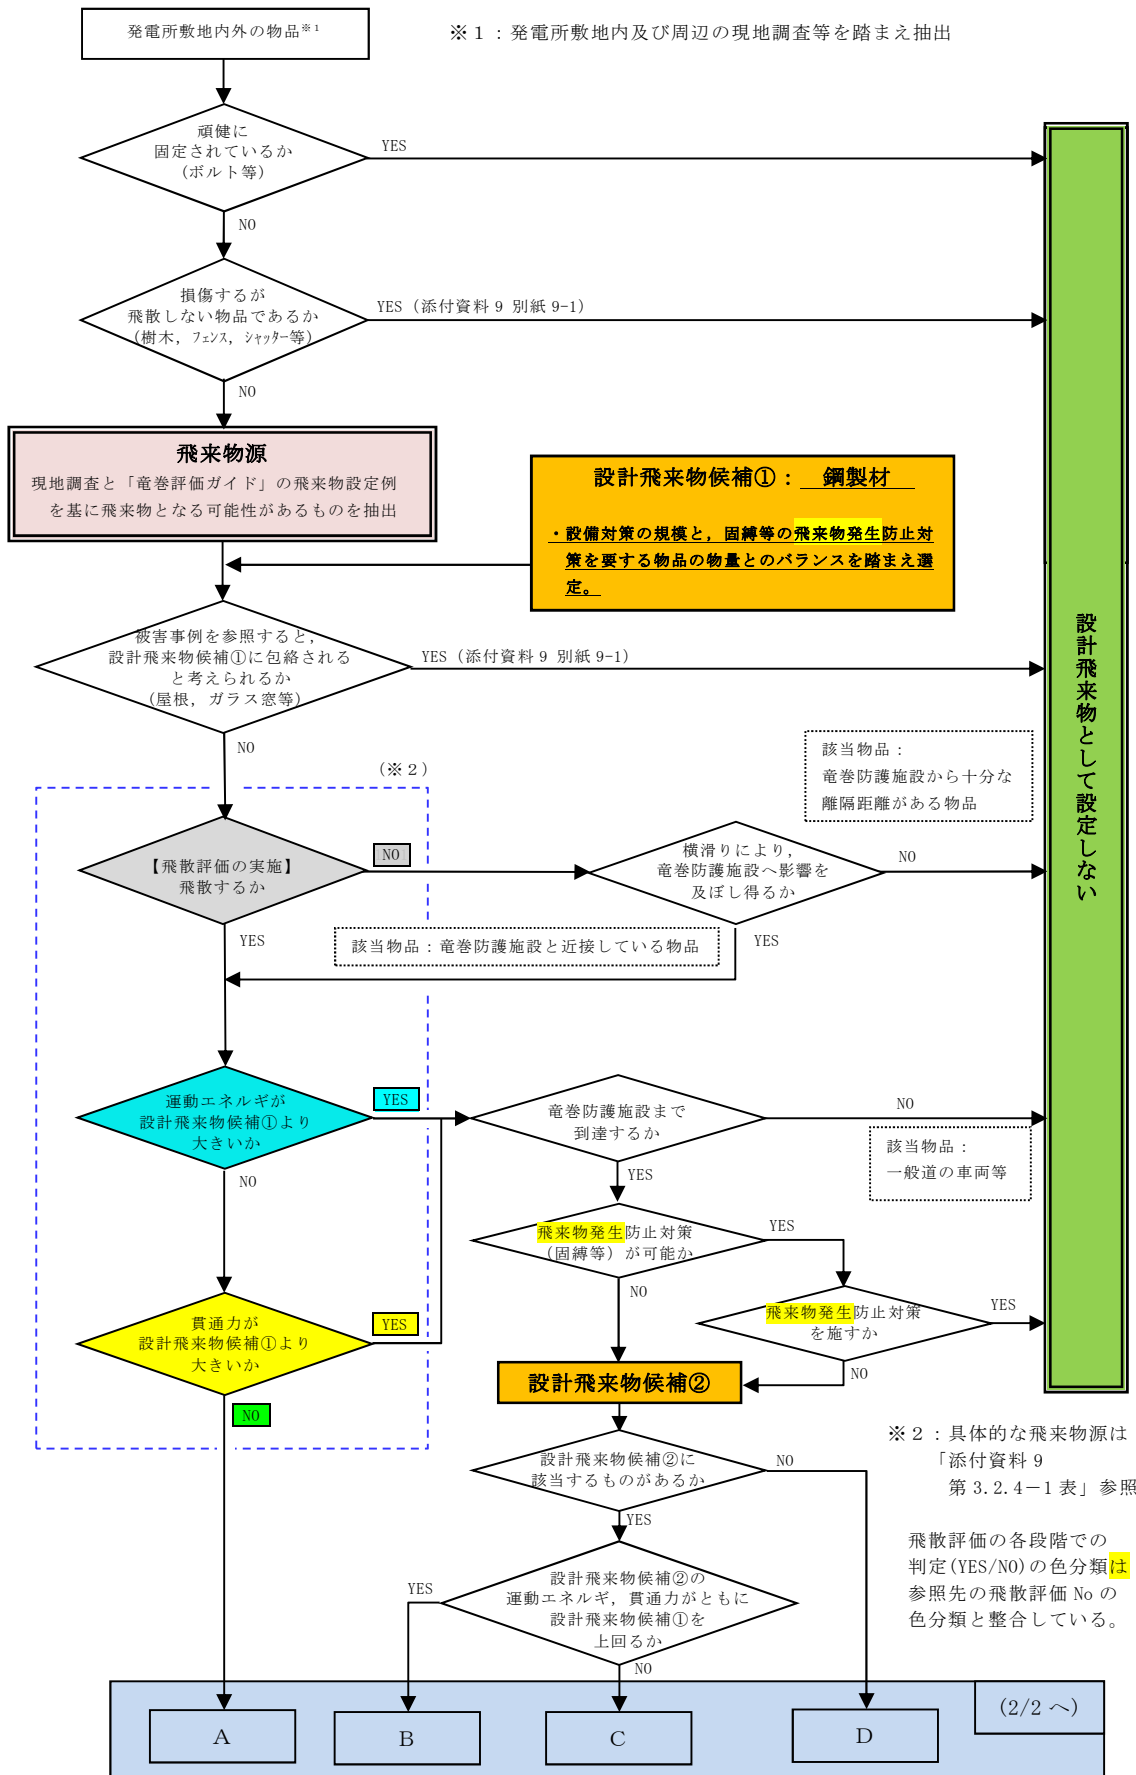 発電所敷地内外の物品※1
※1：発電所敷地内及び周辺の現地調査等を踏まえ抽出
頑健に
固定されているか
(ボルト等)
YES
NO
損傷するが
飛散しない物品であるか
(樹木，フェンス，シャッター等)
YES（添付資料9 別紙9-1）
NO
飛来物源
現地調査と「竜巻評価ガイド」の飛来物設定例
を基に飛来物となる可能性があるものを抽出
設計飛来物候補①：　鋼製材
・設備対策の規模と，固縛等の飛来物発生防止対
策を要する物品の物量とのバランスを踏まえ選
定。
被害事例を参照すると，
設計飛来物候補①に包絡される
と考えられるか
(屋根，ガラス窓等)
YES（添付資料9 別紙9-1）
NO
設計飛来物として設定しない
該当物品：
竜巻防護施設から十分な
離隔距離がある物品
(※2)
【飛散評価の実施】
飛散するか
NO
横滑りにより，
竜巻防護施設へ影響を
及ぼし得るか
NO
YES
該当物品：竜巻防護施設と近接している物品
YES
運動エネルギが
設計飛来物候補①より
大きいか
YES
NO
竜巻防護施設まで
到達するか
NO
該当物品：
一般道の車両等
YES
飛来物発生防止対策
（固縛等）が可能か
YES
NO
飛来物発生防止対策
を施すか
YES
NO
貫通力が
設計飛来物候補①より
大きいか
YES
NO
設計飛来物候補②
設計飛来物候補②に
該当するものがあるか
NO
YES
※2：具体的な飛来物源は
「添付資料9
第3.2.4－1表」参照
飛散評価の各段階での
判定(YES/NO)の色分類は
参照先の飛散評価Noの
色分類と整合している。
設計飛来物候補②の
運動エネルギ，貫通力がともに
設計飛来物候補①を
上回るか
YES
NO
(2/2へ)
A
B
C
D